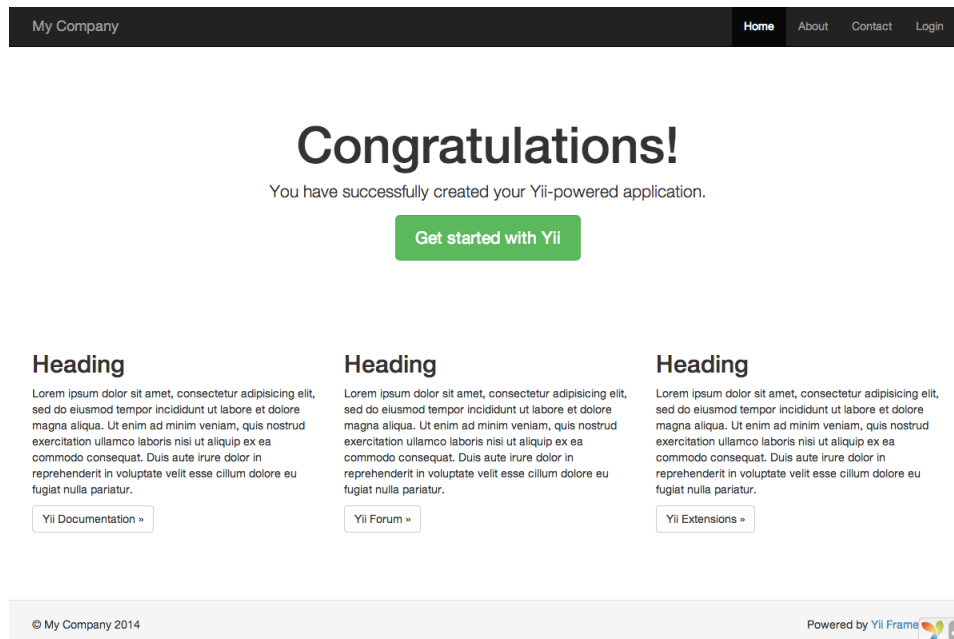 My Company Home About Contact Login
Congratulations!
You have successfully created your Yii-powered application.
Get started with Yii
Heading
Lorem ipsum dolor sit amet, consectetur adipisicing elit,
sed do eiusmod tempor incididunt ut labore et dolore
magna aliqua. Ut enim ad minim veniam, quis nostrud
exercitation ullamco laboris nisi ut aliquip ex ea
commodo consequat. Duis aute irure dolor in
reprehenderit in voluptate velit esse cillum dolore eu
fugiat nulla pariatur.
Yii Documentation »
Heading
Lorem ipsum dolor sit amet, consectetur adipisicing elit,
sed do eiusmod tempor incididunt ut labore et dolore
magna aliqua. Ut enim ad minim veniam, quis nostrud
exercitation ullamco laboris nisi ut aliquip ex ea
commodo consequat. Duis aute irure dolor in
reprehenderit in voluptate velit esse cillum dolore eu
fugiat nulla pariatur.
Yii Forum »
Heading
Lorem ipsum dolor sit amet, consectetur adipisicing elit,
sed do eiusmod tempor incididunt ut labore et dolore
magna aliqua. Ut enim ad minim veniam, quis nostrud
exercitation ullamco laboris nisi ut aliquip ex ea
commodo consequat. Duis aute irure dolor in
reprehenderit in voluptate velit esse cillum dolore eu
fugiat nulla pariatur.
Yii Extensions »
© My Company 2014 Powered by Yii Frame